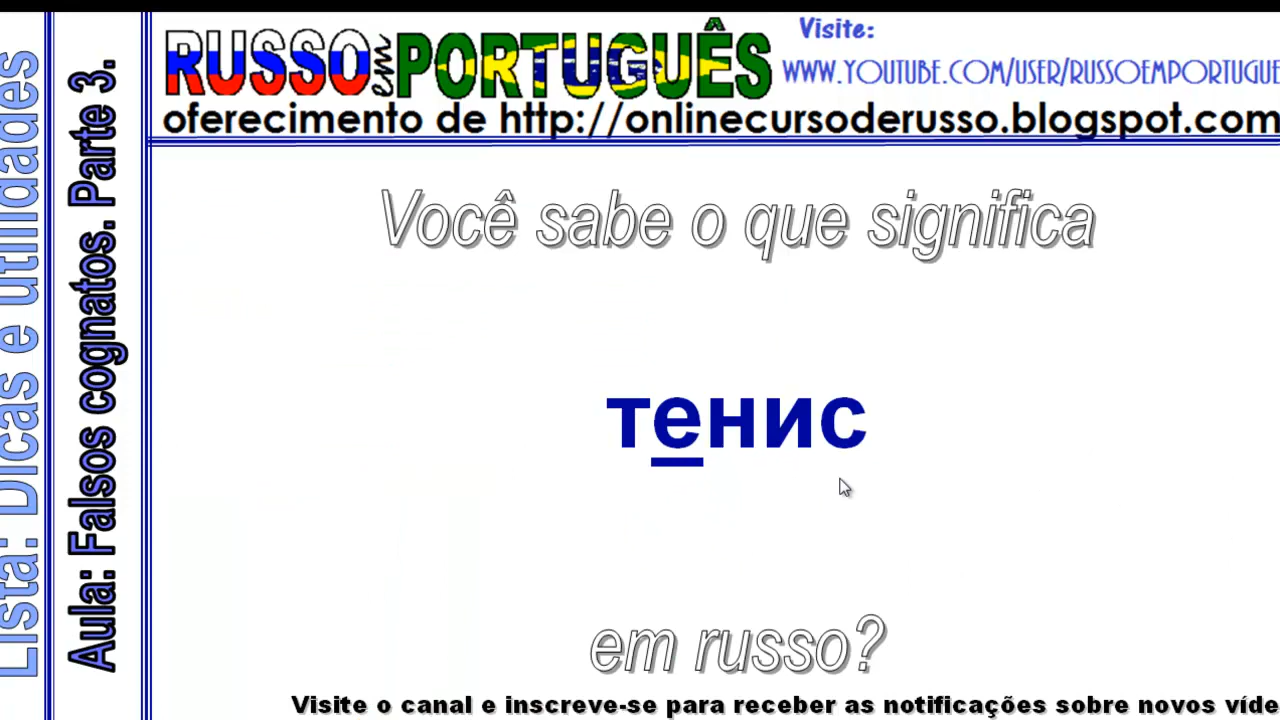 Lista: Dicas e utilidades
Aula: Falsos cognatos. Parte 3.
RUSSO em PORTUGUÊS
Visite:
WWW.YOUTUBE.COM/USER/RUSSOEMPORTUGUE
oferecimento de http://onlinecursoderusso.blogspot.com
Você sabe o que significa
тенис
em russo?
Visite o canal e inscreve-se para receber as notificações sobre novos víde